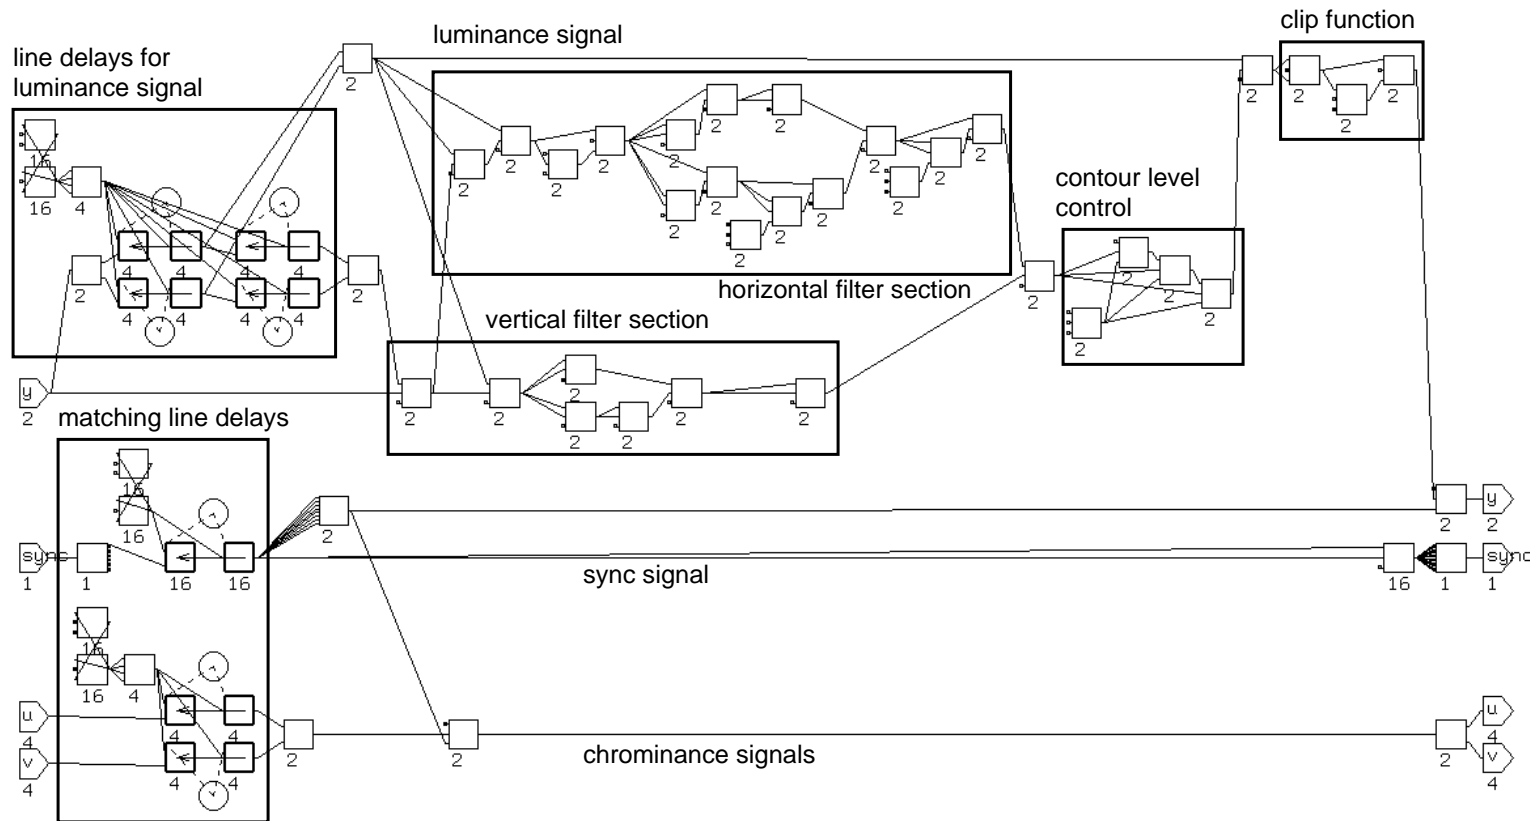 clip function
luminance signal
line delays for
luminance signal
2
2 2 2
2
2 2
16
16 4
2 2 2
2 2
2 2
2 2 2
2 2
2
contour level
control
4 4 4 4
2 2
4 4 4 4
2
2
2
2
2
horizontal filter section
vertical filter section
y
2
2 2 2 2 2
2 2
matching line delays
16
16
2
y
2 2
sync
1 1 16 16
sync signal
16 1
sync
1
16
16 4
u
4
4 4
v
4
4 4
2 2
chrominance signals
2
u
4
v
4